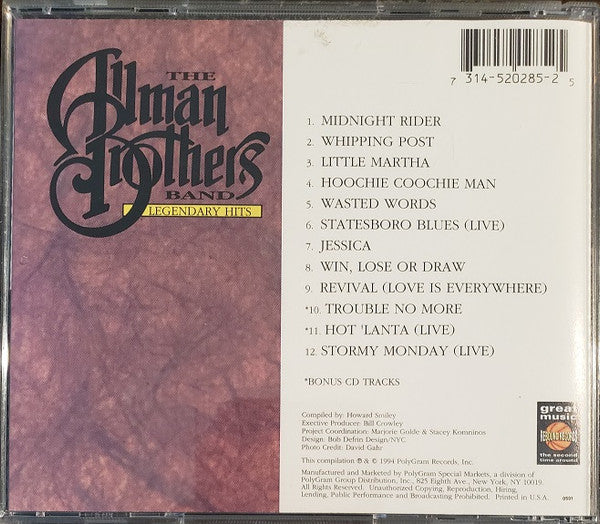 THE
Allman
Brothers
BAND
LEGENDARY HITS
7 314-520285-2 5
1. MIDNIGHT RIDER
2. WHIPPING POST
3. LITTLE MARTHA
4. HOOCHIE COOCHIE MAN
5. WASTED WORDS
6. STATESBORO BLUES (LIVE)
7. JESSICA
8. WIN, LOSE OR DRAW
9. REVIVAL (LOVE IS EVERYWHERE)
*10. TROUBLE NO MORE
*11. HOT 'LANTA (LIVE)
12. STORMY MONDAY (LIVE)
*BONUS CD TRACKS
Compiled by: Howard Smiley
Exective Producer: Bill Crowley
Project Coordination: Marjorie Golde & Stacey Komninos
Design: Bob Defrin Design/NYC
Photo Credit: David Gahr
This compilation ℗ & © 1994 PolyGram Records, Inc.
Manufactured and Marketed by PolyGram Special Markets, a division of
PolyGram Group Distribution, Inc., 825 Eighth Ave., New York, NY 10019.
All Rights Reserved. Unauthorized Copying, Reproduction, Hiring,
Lending, Public Performance and Broadcasting Prohibited. Printed in U.S.A.
great
music
REBOUND RECORDS
the second
time around
0501